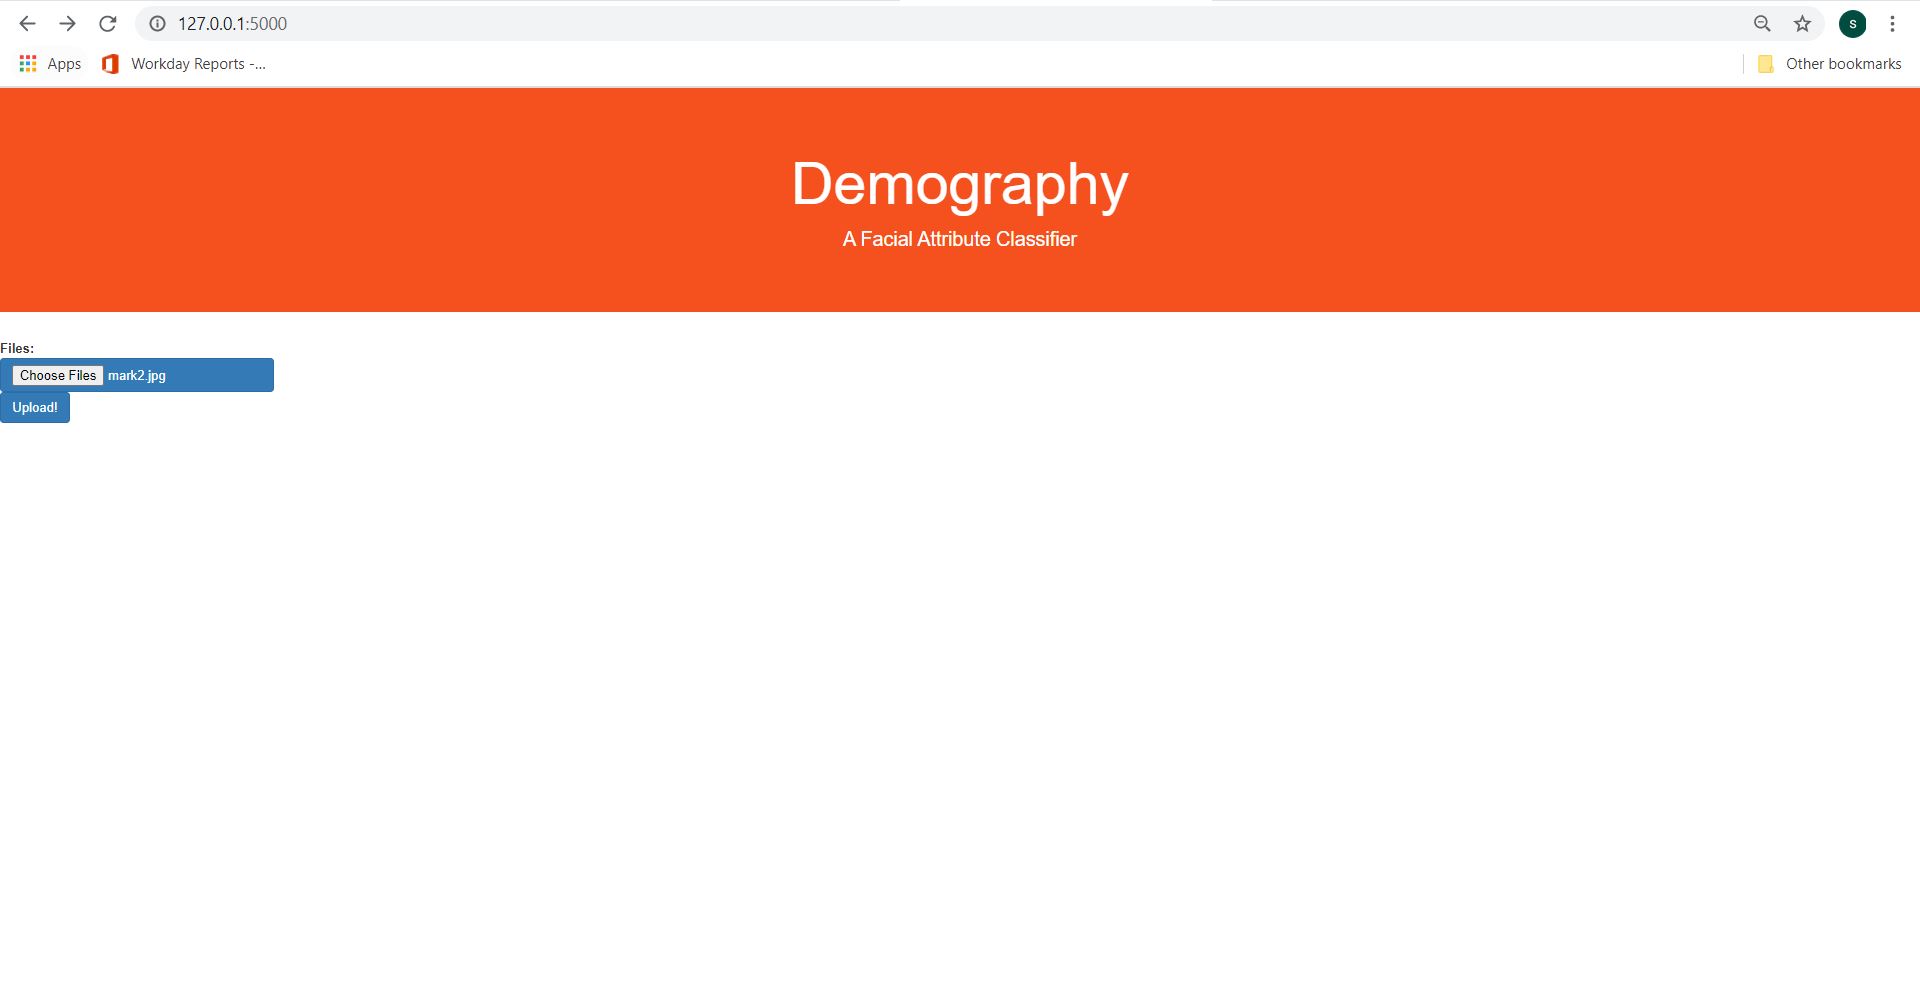 127.0.0.1:5000
S
Apps
Workday Reports -...
Other bookmarks
Demography
A Facial Attribute Classifier
Files:
Choose Files mark2.jpg
Upload!